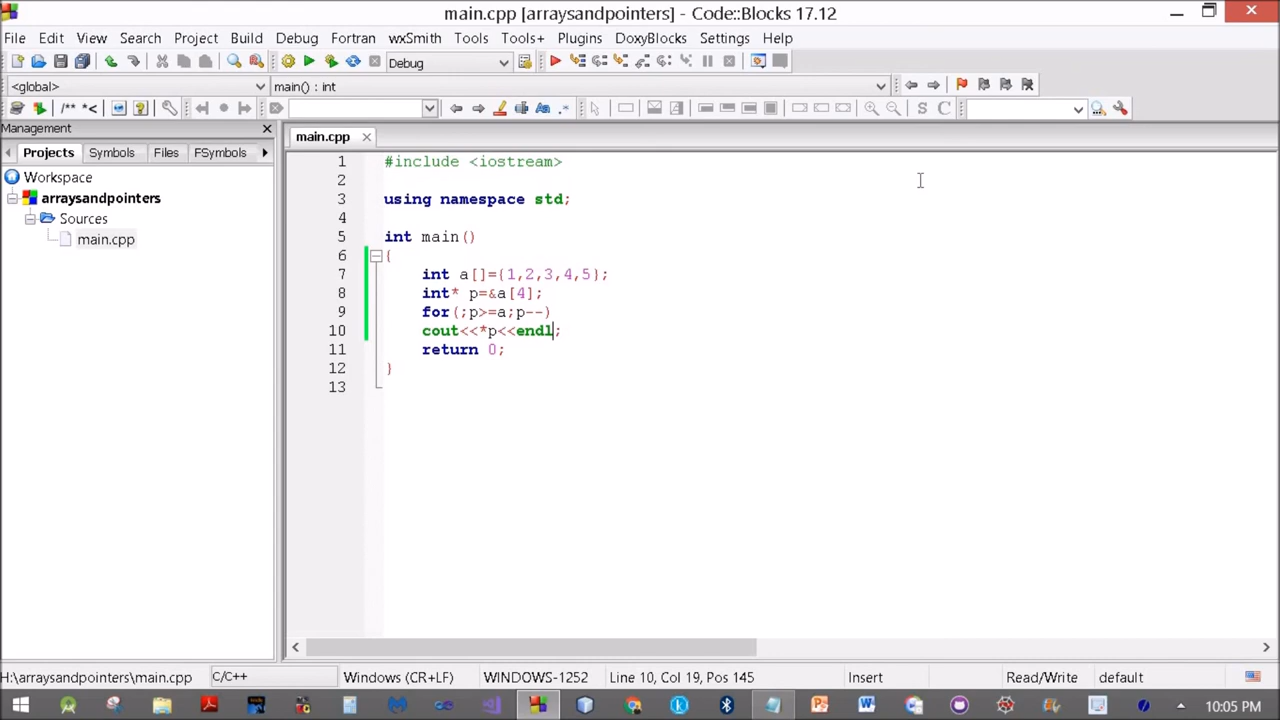 main.cpp [arraysandpointers] - Code::Blocks 17.12
File Edit View Search Project Build Debug Fortran wxSmith Tools Tools+ Plugins DoxyBlocks Settings Help
Debug
<global> main() : int
/** *< Aa .* S C
Management
Projects Symbols Files FSymbols
main.cpp
Workspace
arraysandpointers
Sources
main.cpp
1 #include <iostream>
2
3 using namespace std;
4
5 int main()
6 {
7 int a[]={1,2,3,4,5};
8 int* p=&a[4];
9 for(;p>=a;p--)
10 cout<<*p<<endl;
11 return 0;
12 }
13
H:\arraysandpointers\main.cpp C/C++ Windows (CR+LF) WINDOWS-1252 Line 10, Col 19, Pos 145 Insert Read/Write default
10:05 PM